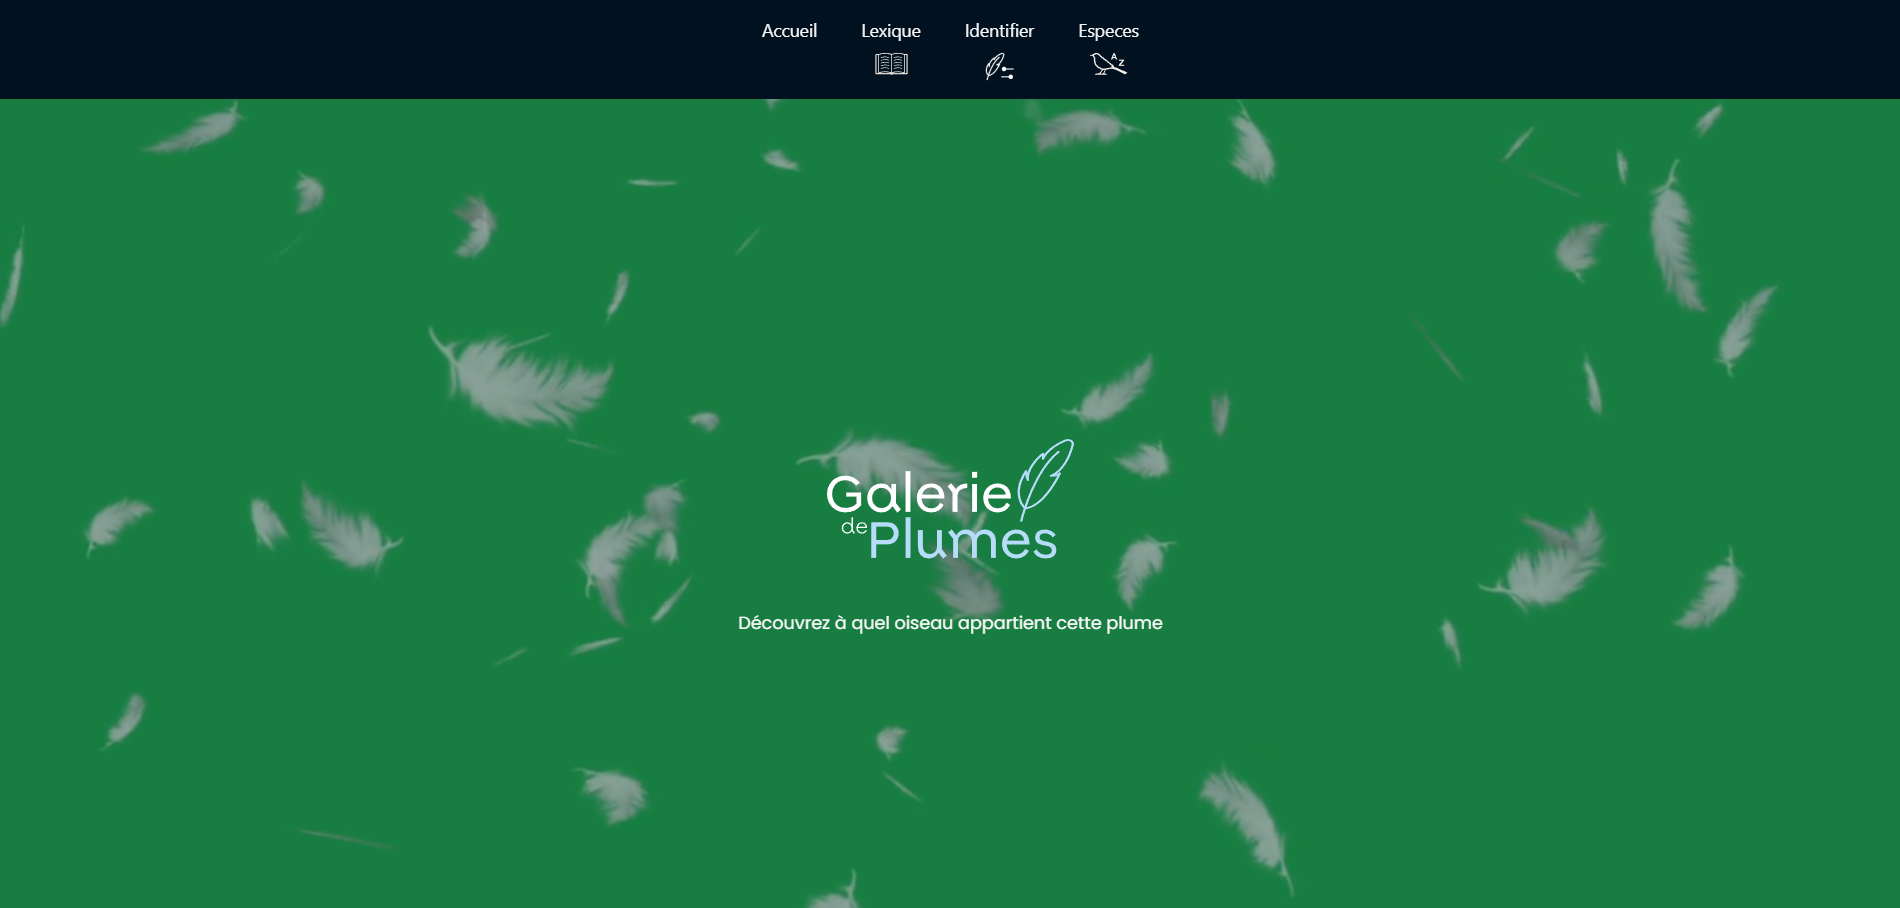 Accueil Lexique Identifier Especes
A Z
Galerie
de Plumes
Découvrez à quel oiseau appartient cette plume